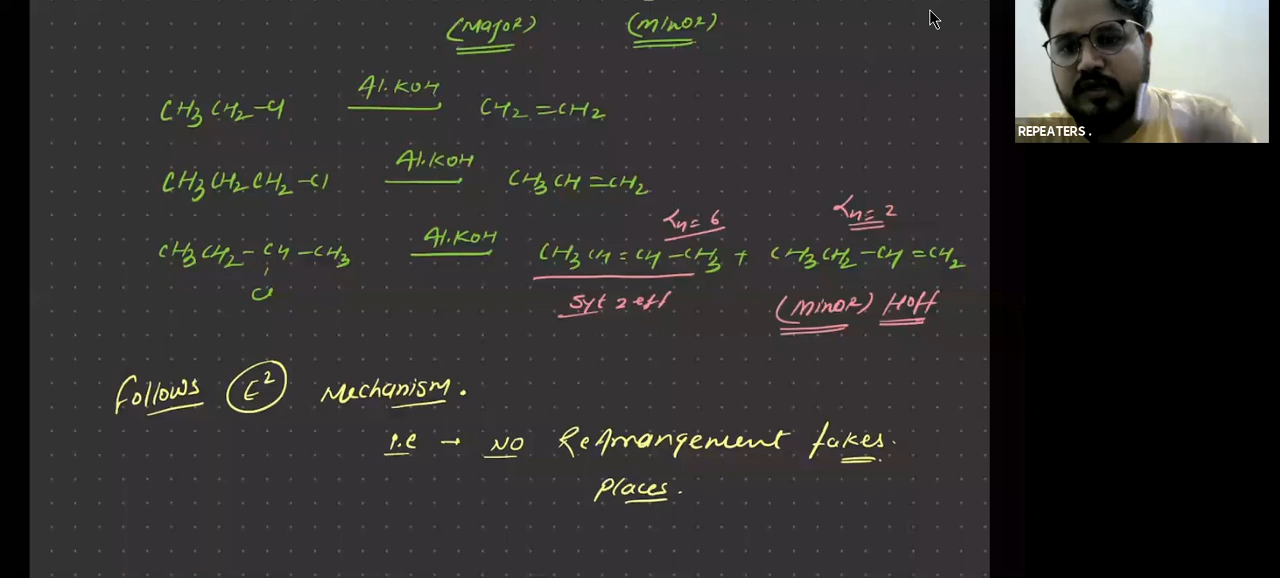 (Major) (Minor)
CH3CH2-Cl Al.KOH CH2=CH2
CH3CH2CH2-Cl Al.KOH CH3CH=CH2
αH=6 αH=2
CH3CH2-CH-CH3 Al.KOH CH3CH=CH-CH3 + CH3CH2-CH=CH2
Cl
Syt zeff (Minor) Hoff
Follows E2 Mechanism.
i.e → NO ReArrangement takes.
Places.
REPEATERS .